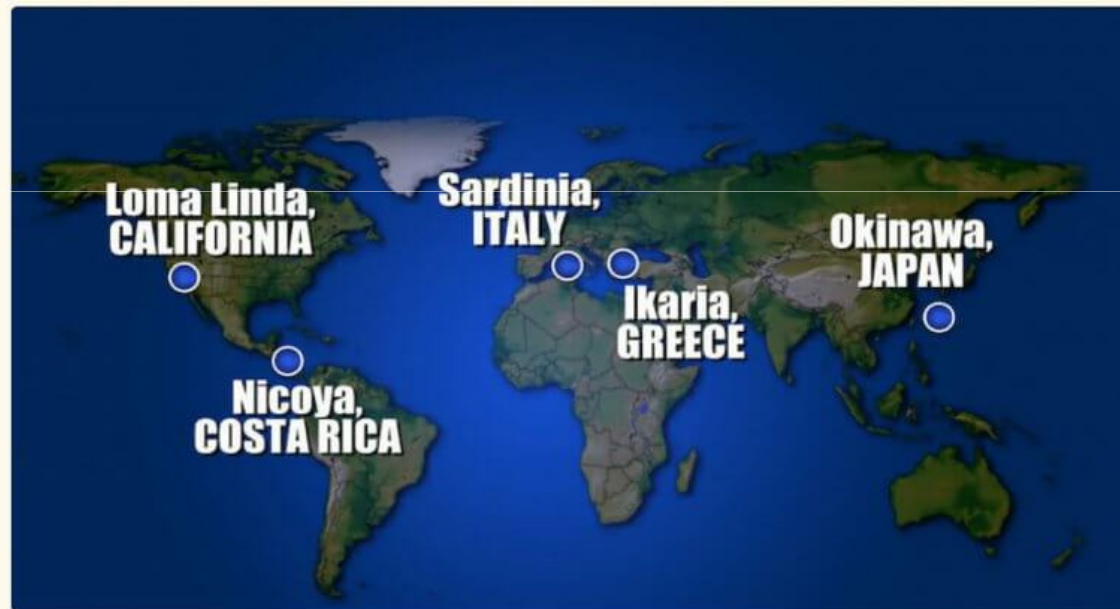 Loma Linda,
CALIFORNIA
Sardinia,
ITALY
Okinawa,
JAPAN
Ikaria,
GREECE
Nicoya,
COSTA RICA